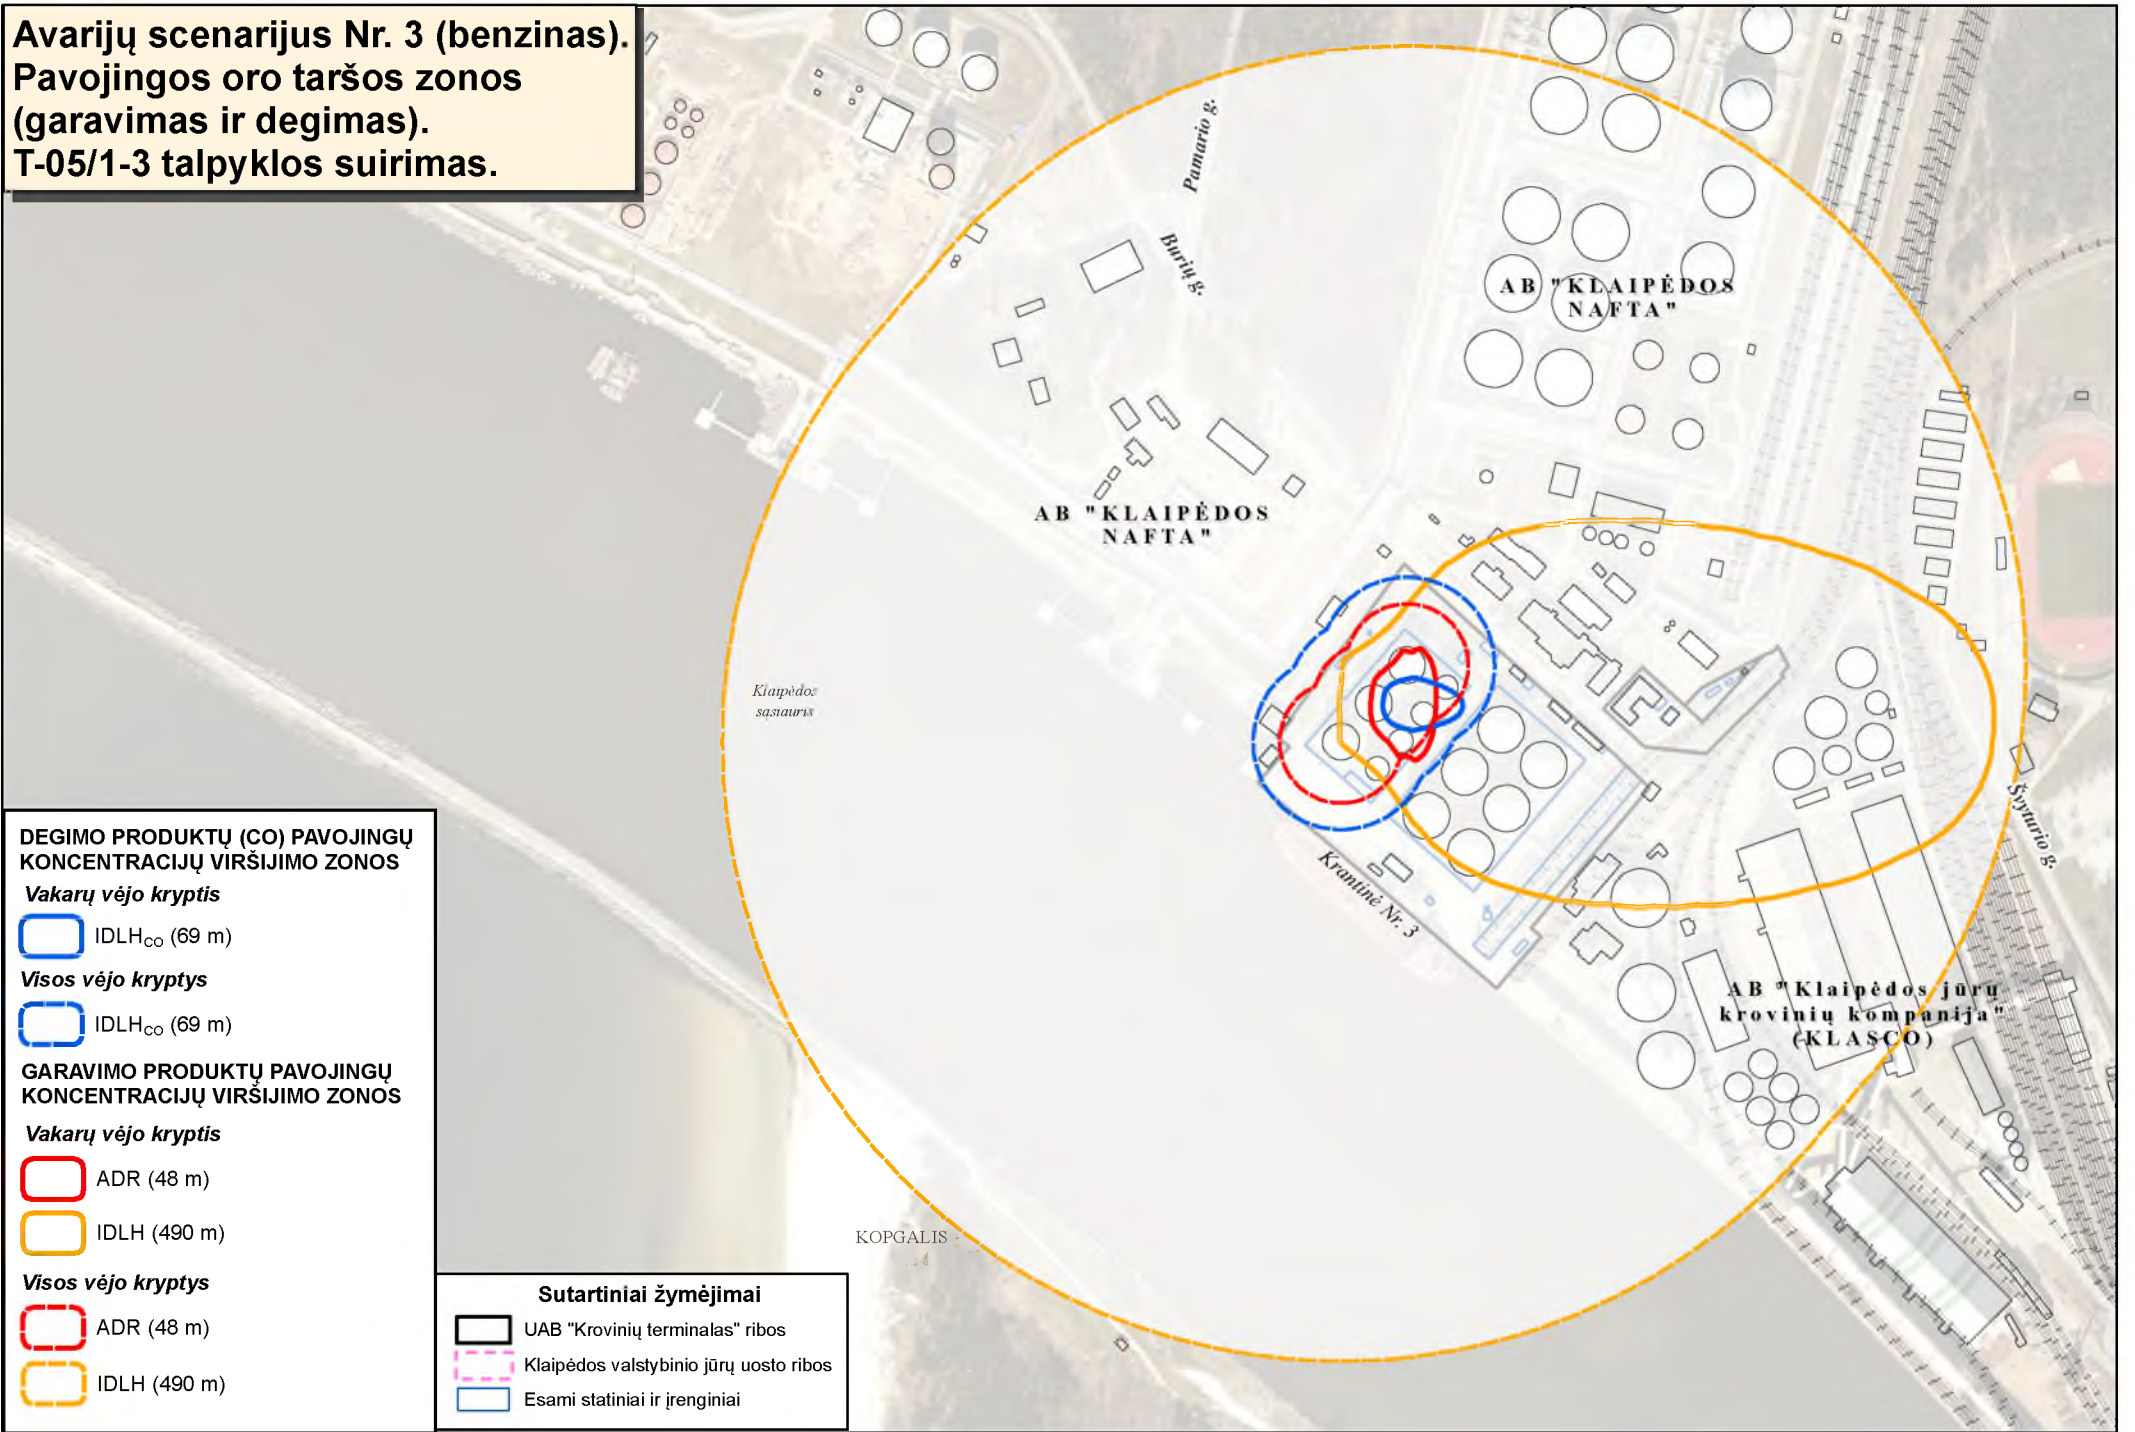 Avarijų scenarijus Nr. 3 (benzinas).
Pavojingos oro taršos zonos
(garavimas ir degimas).
T-05/1-3 talpyklos suirimas.
Pamario g.
Burių g.
AB "KLAIPĖDOS
NAFTA"
AB "KLAIPĖDOS
NAFTA"
Klaipėdos
sąsiauris
Krantinė Nr. 3
Švyturio g.
AB "Klaipėdos jūrų
krovinių kompanija"
(KLASCO)
KOPGALIS
DEGIMO PRODUKTŲ (CO) PAVOJINGŲ
KONCENTRACIJŲ VIRŠIJIMO ZONOS
Vakarų vėjo kryptis
IDLHCO (69 m)
Visos vėjo kryptys
IDLHCO (69 m)
GARAVIMO PRODUKTŲ PAVOJINGŲ
KONCENTRACIJŲ VIRŠIJIMO ZONOS
Vakarų vėjo kryptis
ADR (48 m)
IDLH (490 m)
Visos vėjo kryptys
ADR (48 m)
IDLH (490 m)
Sutartiniai žymėjimai
UAB "Krovinių terminalas" ribos
Klaipėdos valstybinio jūrų uosto ribos
Esami statiniai ir įrenginiai